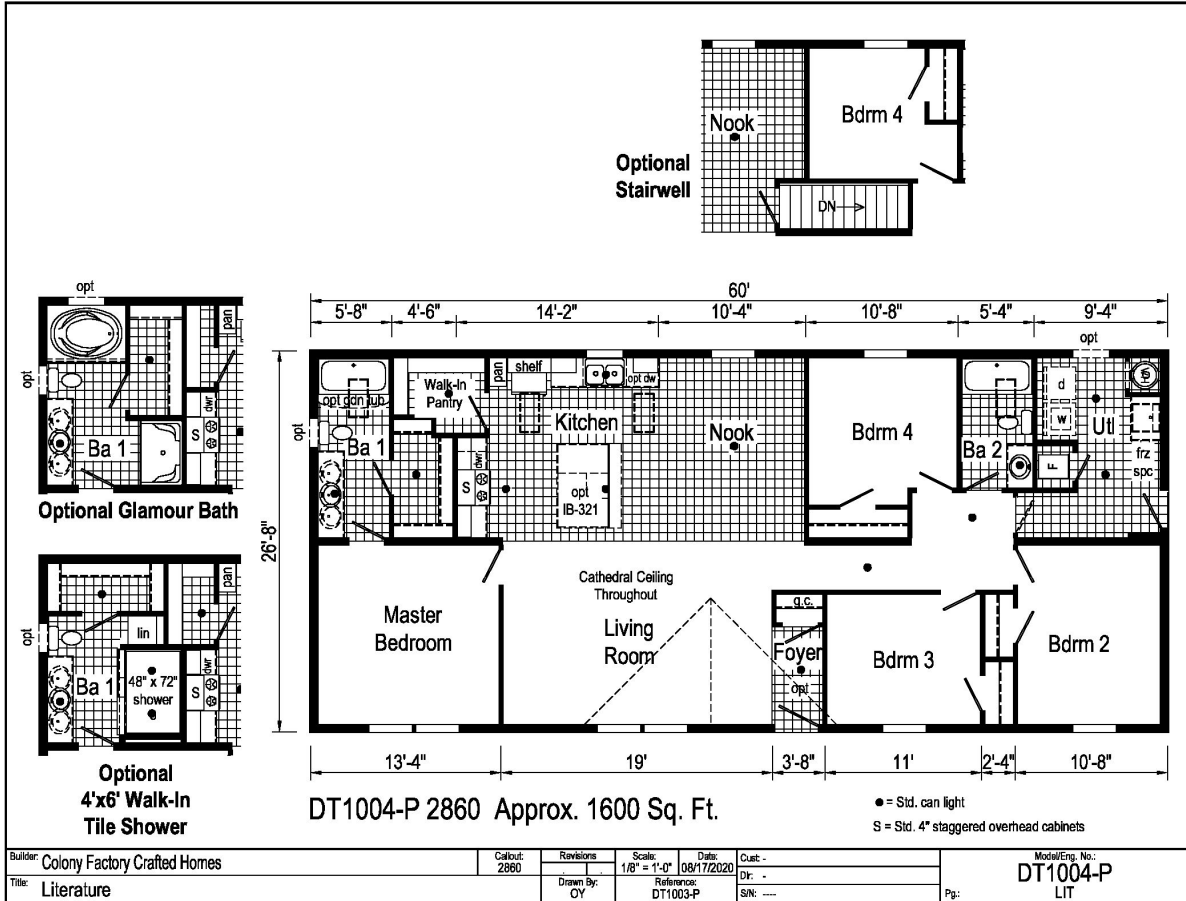 Nook
Bdrm 4
Optional
Stairwell
DN
opt
pan
opt
dwr
S
Ba 1
Optional Glamour Bath
pan
opt
lin
dwr
Ba 1
48" x 72"
shower
S
Optional
4'x6' Walk-In
Tile Shower
60'
5'-8"
4'-6"
14'-2"
10'-4"
10'-8"
5'-4"
9'-4"
26'-8"
opt
opt gdn tub
opt
Ba 1
Walk-In
Pantry
pan
shelf
opt dw
Kitchen
dwr
S
opt
IB-321
Nook
Bdrm 4
Ba 2
d
w
Utl
F
frz
spc
Master
Bedroom
Cathedral Ceiling
Throughout
Living
Room
g.c.
Foyer
opt
Bdrm 3
Bdrm 2
13'-4"
19'
3'-8"
11'
2'-4"
10'-8"
DT1004-P 2860 Approx. 1600 Sq. Ft.
● = Std. can light
S = Std. 4" staggered overhead cabinets
Builder: Colony Factory Crafted Homes
Title: Literature
Callout:
2860
Revisions
Drawn By:
OY
Scale:
1/8" = 1'-0"
Date:
08/17/2020
Reference:
DT1003-P
Cust: -
Dlr: -
S/N: ----
Model/Eng. No.:
DT1004-P
Pg.: LIT